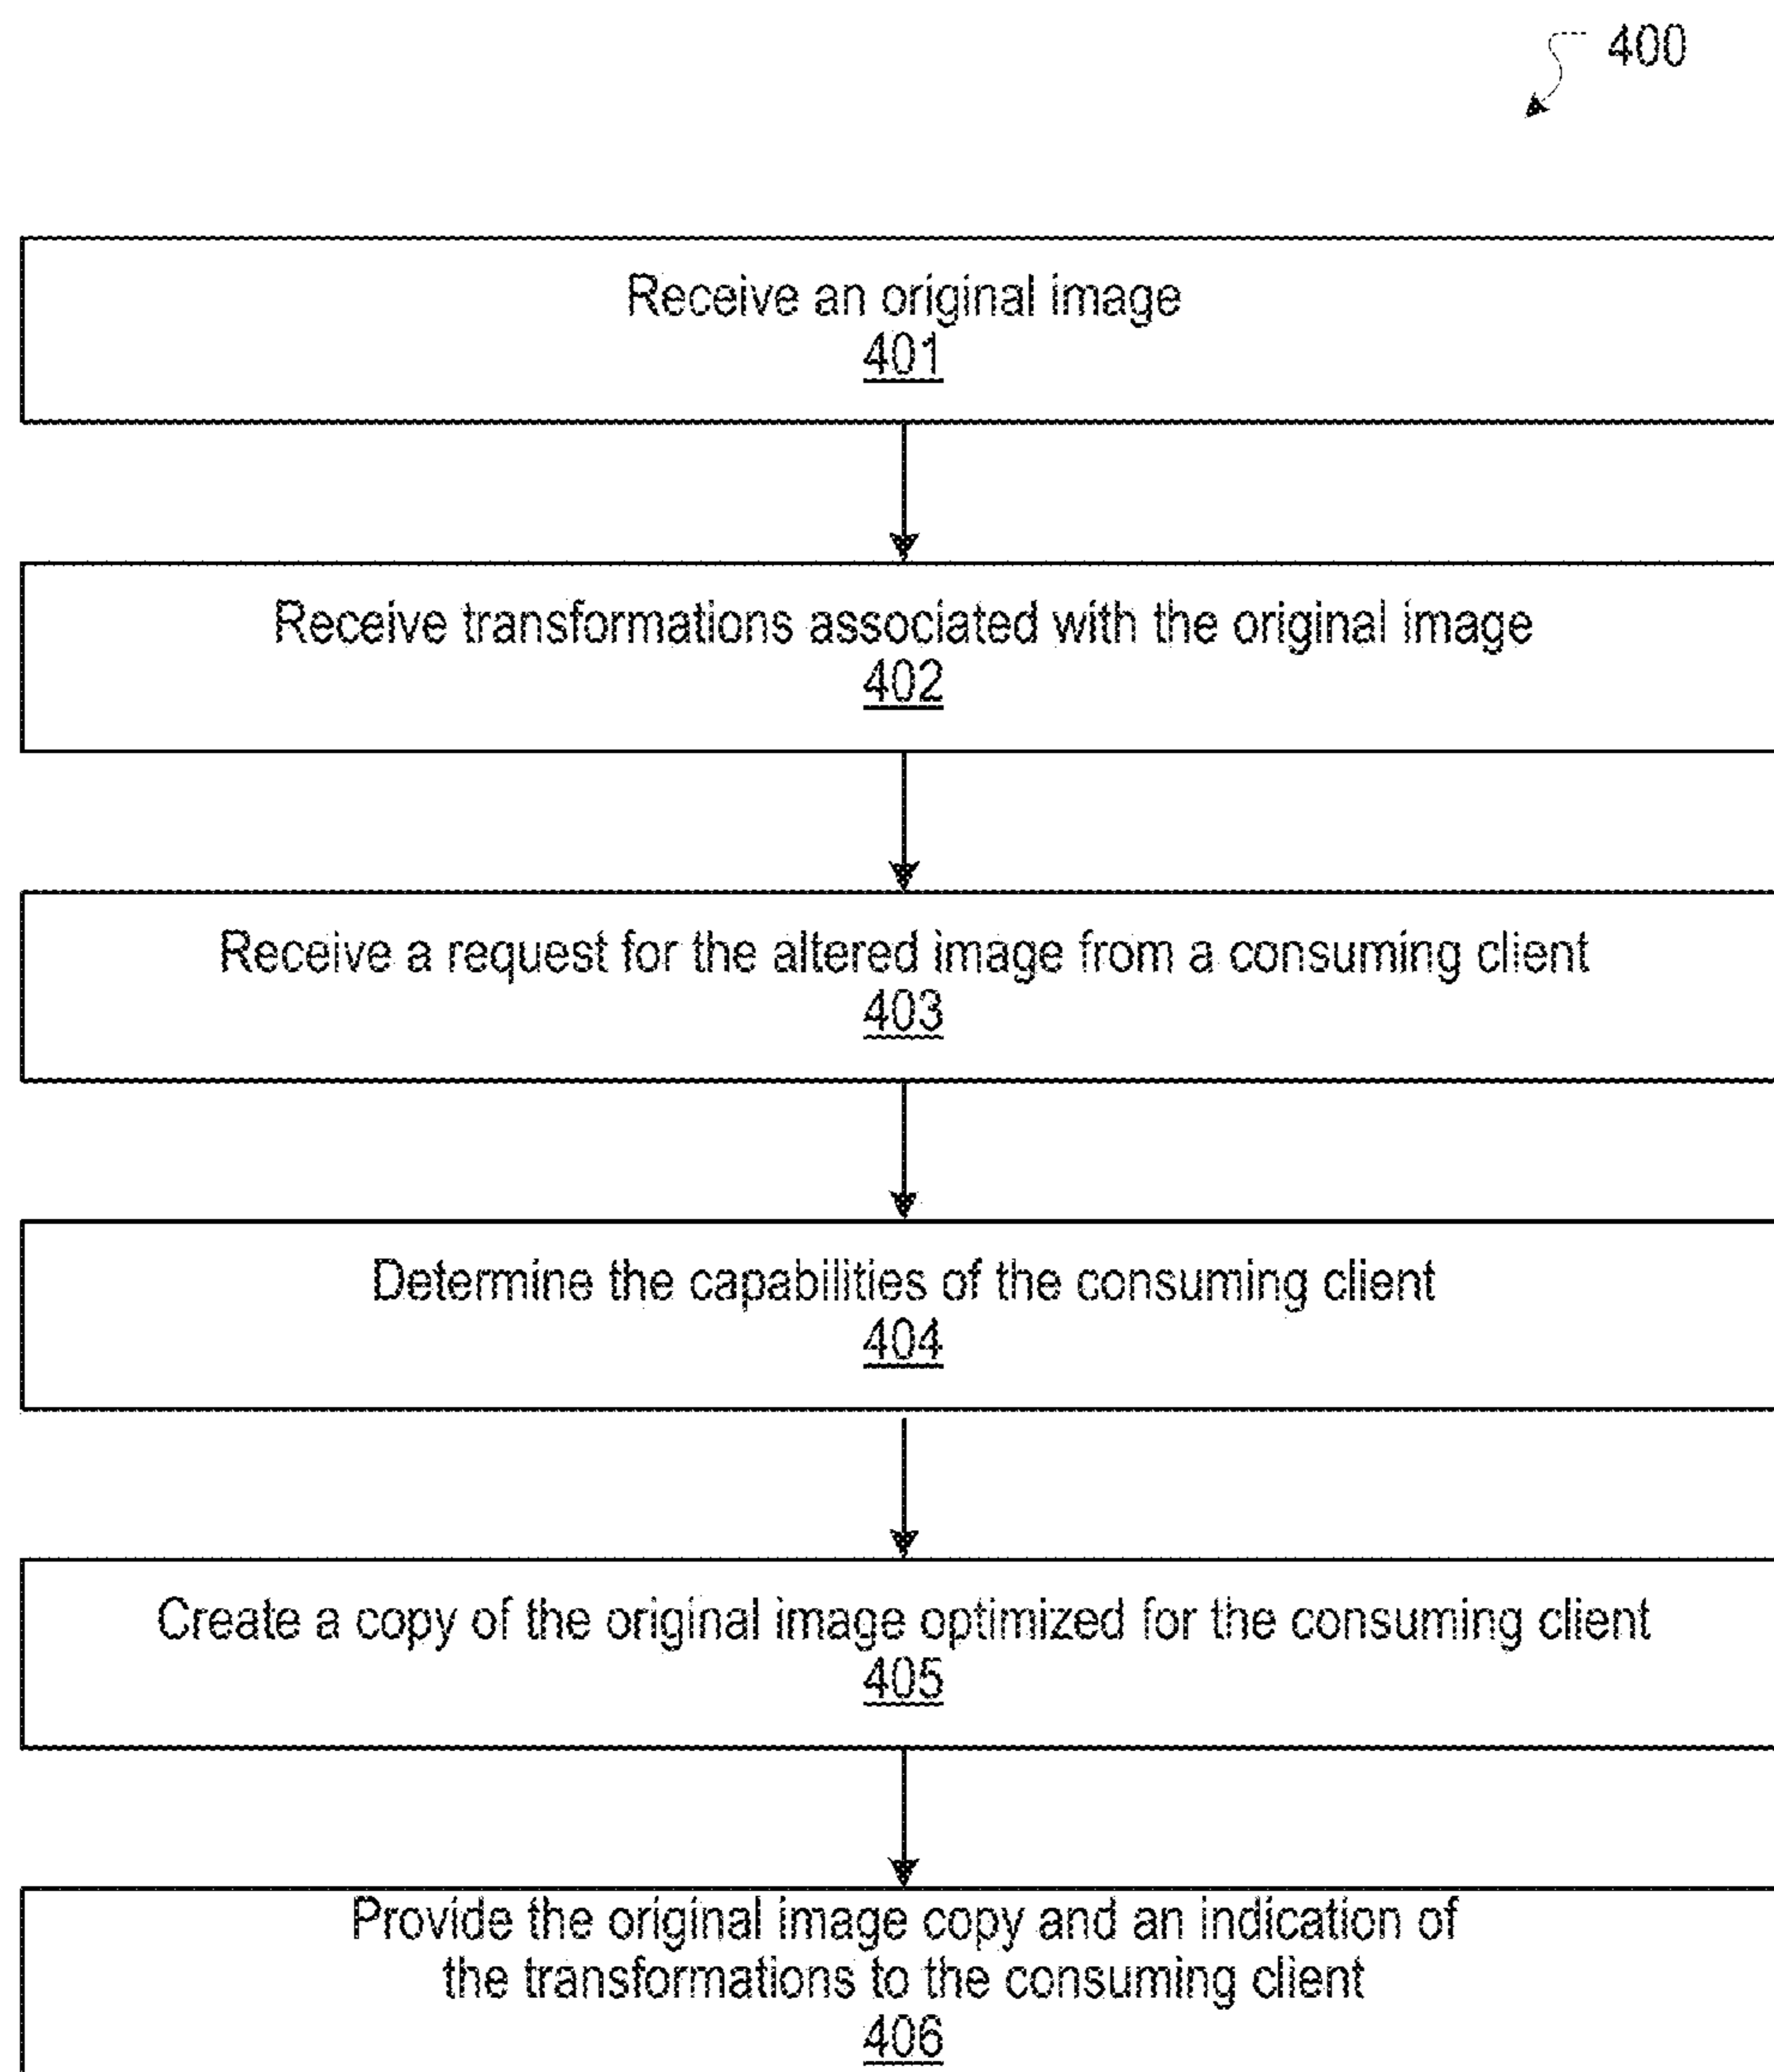 400
Receive an original image
401
Receive transformations associated with the original image
402
Receive a request for the altered image from a consuming client
403
Determine the capabilities of the consuming client
404
Create a copy of the original image optimized for the consuming client
405
Provide the original image copy and an indication of
the transformations to the consuming client
406